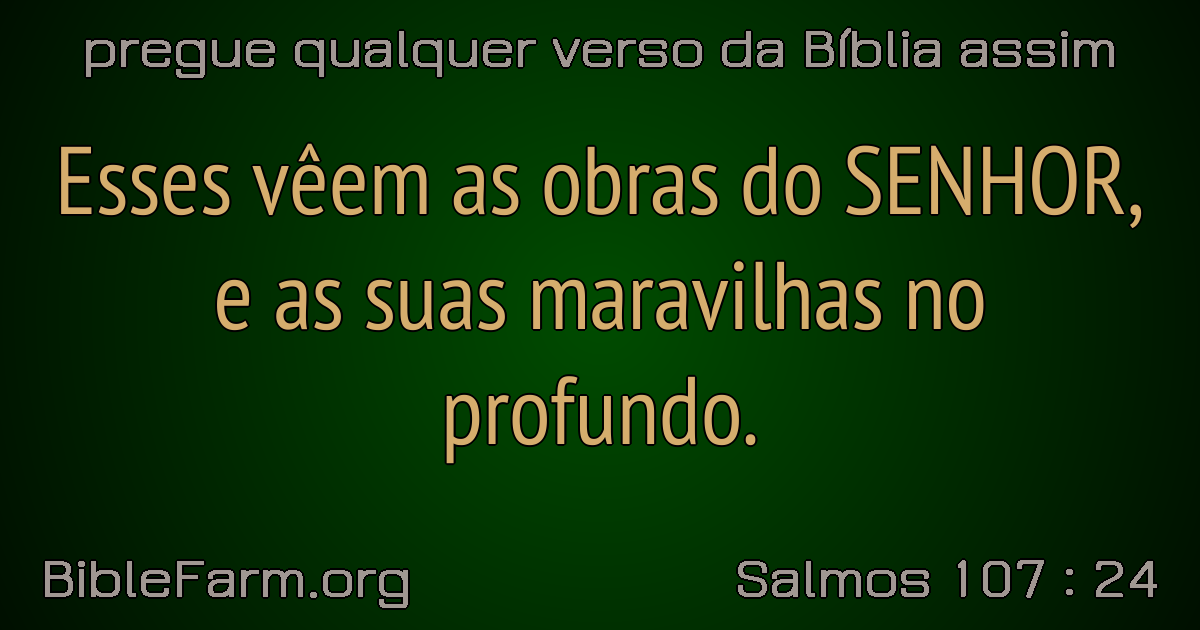 pregue qualquer verso da Bíblia assim
Esses vêem as obras do SENHOR,
e as suas maravilhas no
profundo.
BibleFarm.org
Salmos 107 : 24